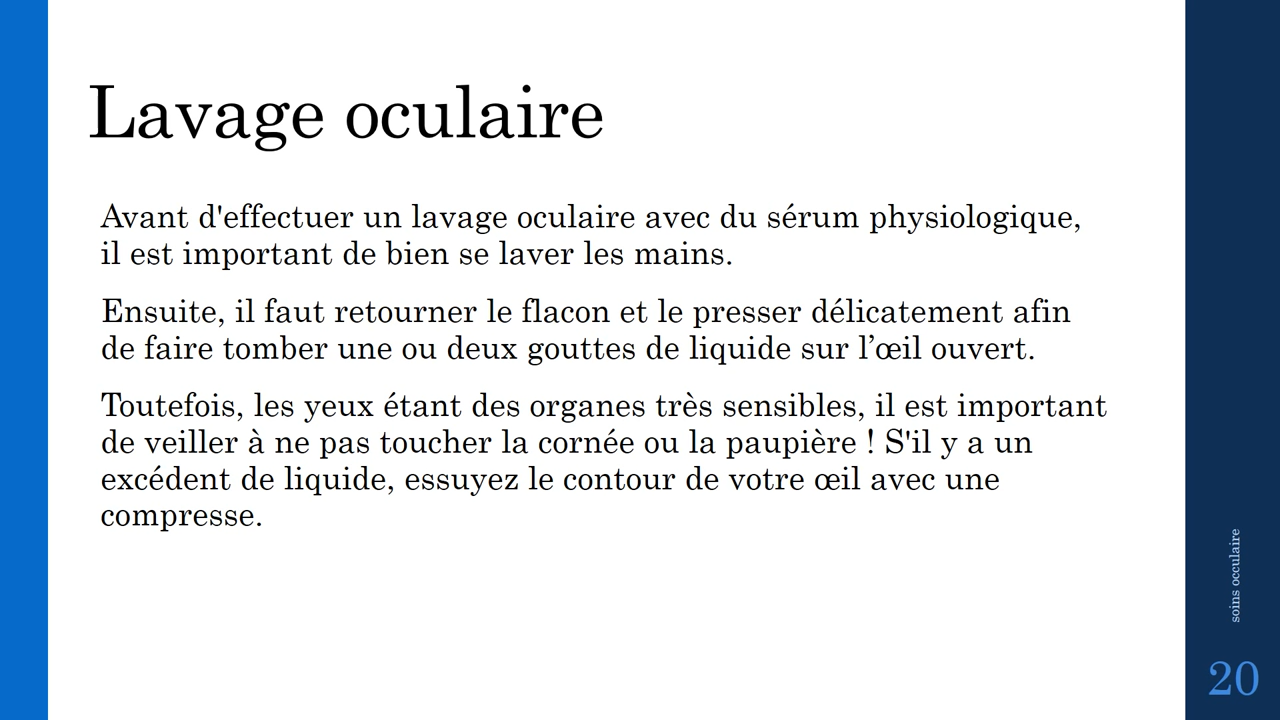 Lavage oculaire
Avant d'effectuer un lavage oculaire avec du sérum physiologique,
il est important de bien se laver les mains.
Ensuite, il faut retourner le flacon et le presser délicatement afin
de faire tomber une ou deux gouttes de liquide sur l’œil ouvert.
Toutefois, les yeux étant des organes très sensibles, il est important
de veiller à ne pas toucher la cornée ou la paupière ! S'il y a un
excédent de liquide, essuyez le contour de votre œil avec une
compresse.
soins occulaire
20